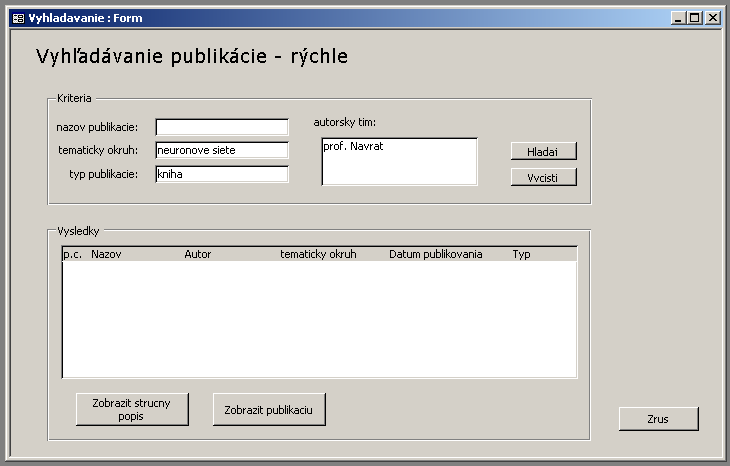 Vyhladavanie : Form
Vyhľadávanie publikácie - rýchle
Kriteria
nazov publikacie:
autorsky tim:
tematicky okruh: neuronove siete
prof. Navrat
Hladai
typ publikacie: kniha
Vvcisti
Vysledky
p.c. Nazov Autor tematicky okruh Datum publikovania Typ
Zobrazit strucny
popis
Zobrazit publikaciu
Zrus